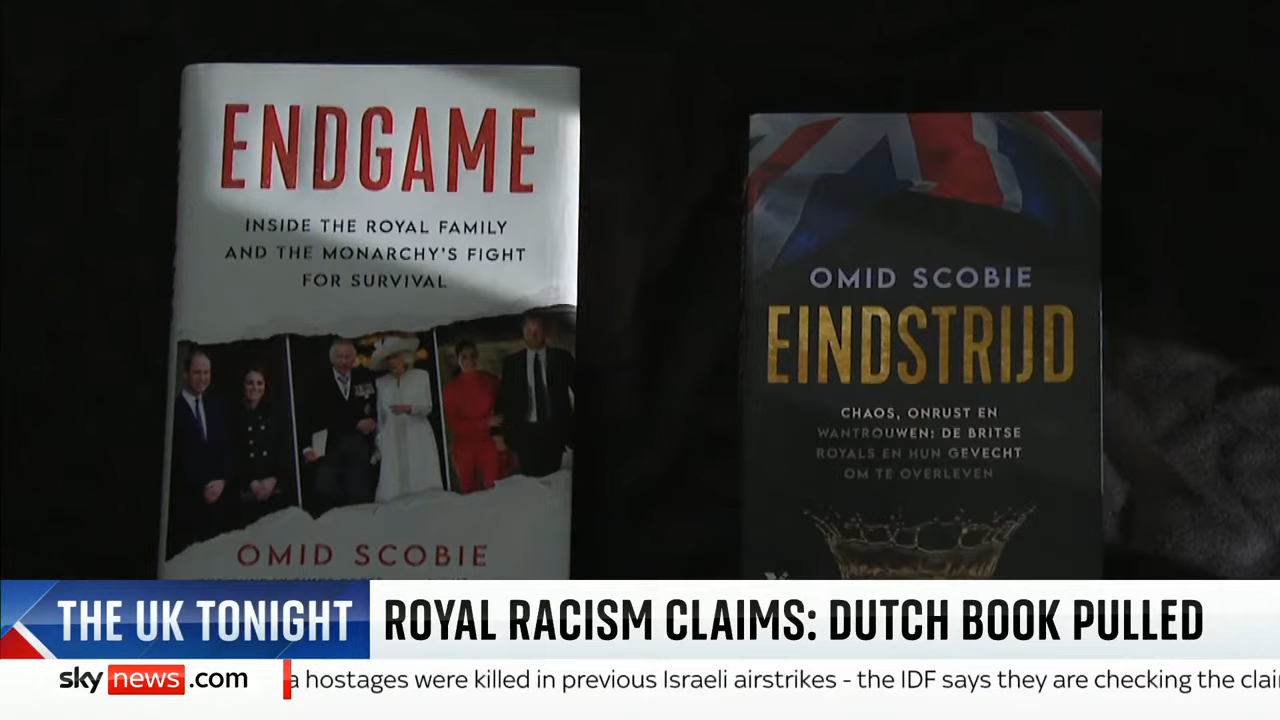 ENDGAME
INSIDE THE ROYAL FAMILY
AND THE MONARCHY'S FIGHT
FOR SURVIVAL
OMID SCOBIE
OMID SCOBIE
EINDSTRIJD
CHAOS, ONRUST EN
WANTROUWEN: DE BRITSE
ROYALS EN HUN GEVECHT
OM TE OVERLEVEN
THE UK TONIGHT
ROYAL RACISM CLAIMS: DUTCH BOOK PULLED
sky news.com
a hostages were killed in previous Israeli airstrikes - the IDF says they are checking the clai